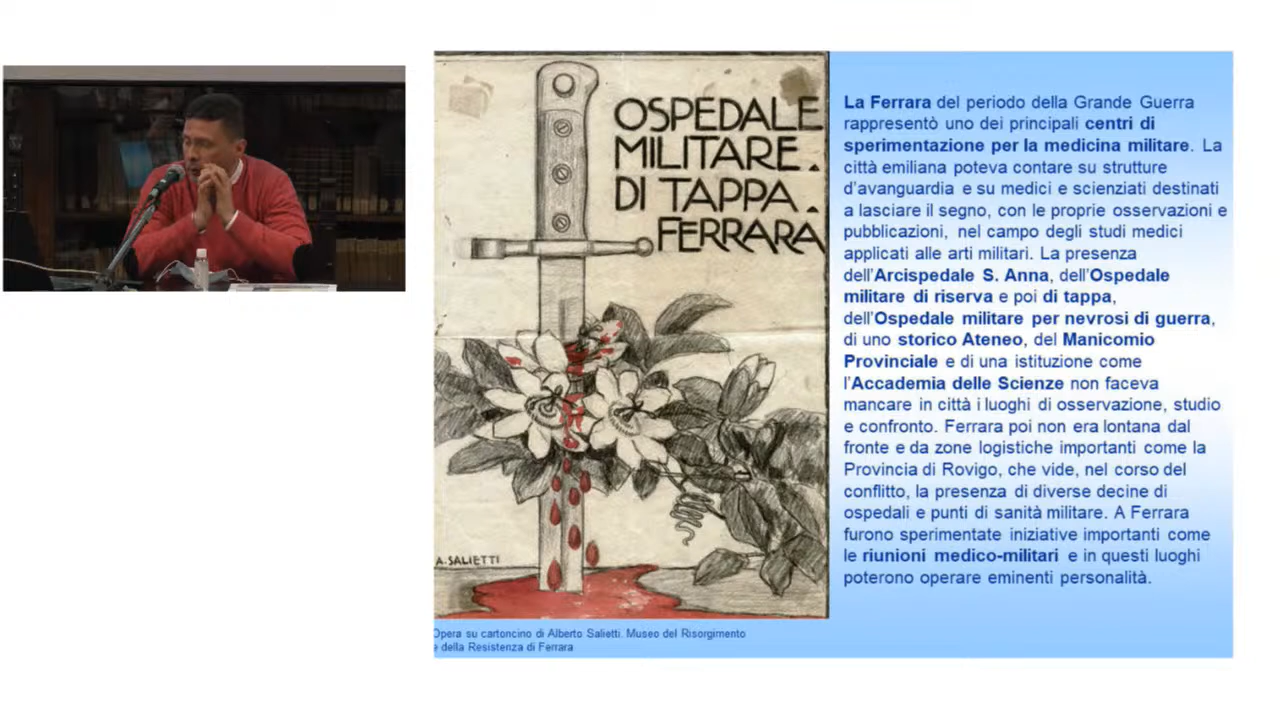 OSPEDALE
MILITARE.
DI TAPPA.
FERRARA
A. SALIETTI
Opera su cartoncino di Alberto Salietti. Museo del Risorgimento
e della Resistenza di Ferrara
La Ferrara del periodo della Grande Guerra
rappresentò uno dei principali centri di
sperimentazione per la medicina militare. La
città emiliana poteva contare su strutture
d'avanguardia e su medici e scienziati destinati
a lasciare il segno, con le proprie osservazioni e
pubblicazioni, nel campo degli studi medici
applicati alle arti militari. La presenza
dell'Arcispedale S. Anna, dell'Ospedale
militare di riserva e poi di tappa,
dell'Ospedale militare per nevrosi di guerra,
di uno storico Ateneo, del Manicomio
Provinciale e di una istituzione come
l'Accademia delle Scienze non faceva
mancare in città i luoghi di osservazione, studio
e confronto. Ferrara poi non era lontana dal
fronte e da zone logistiche importanti come la
Provincia di Rovigo, che vide, nel corso del
conflitto, la presenza di diverse decine di
ospedali e punti di sanità militare. A Ferrara
furono sperimentate iniziative importanti come
le riunioni medico-militari e in questi luoghi
poterono operare eminenti personalità.